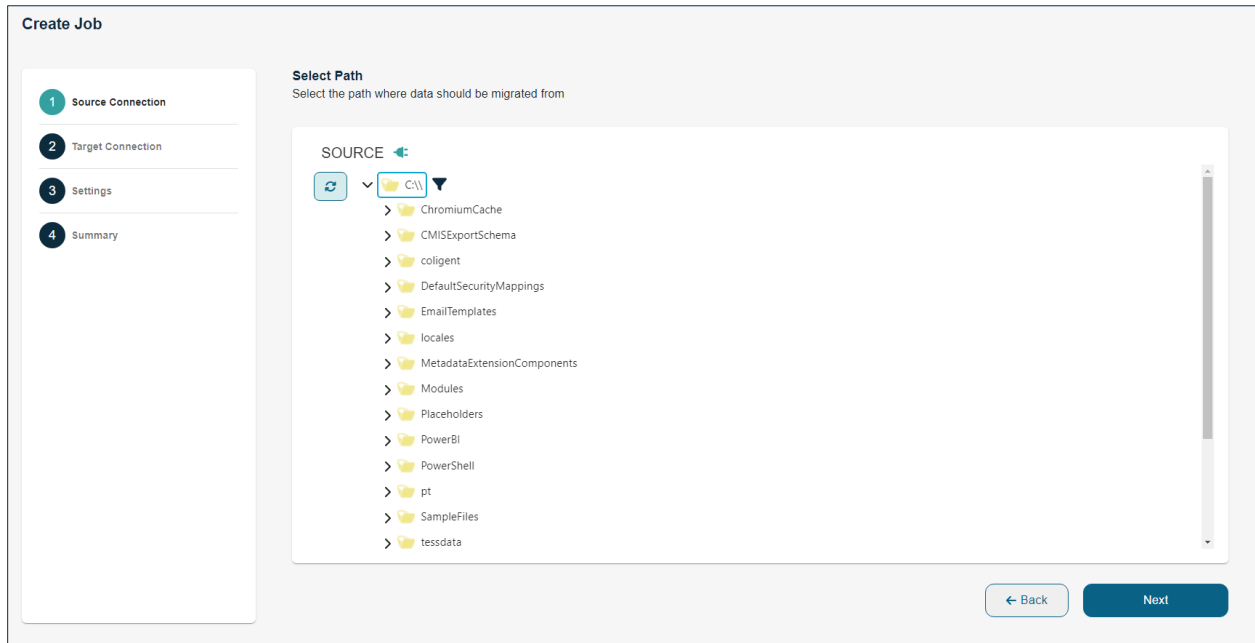 Create Job
1 Source Connection
2 Target Connection
3 Settings
4 Summary
Select Path
Select the path where data should be migrated from
SOURCE
C:\\
ChromiumCache
CMISExportSchema
coligent
DefaultSecurityMappings
EmailTemplates
locales
MetadataExtensionComponents
Modules
Placeholders
PowerBI
PowerShell
pt
SampleFiles
tessdata
← Back
Next